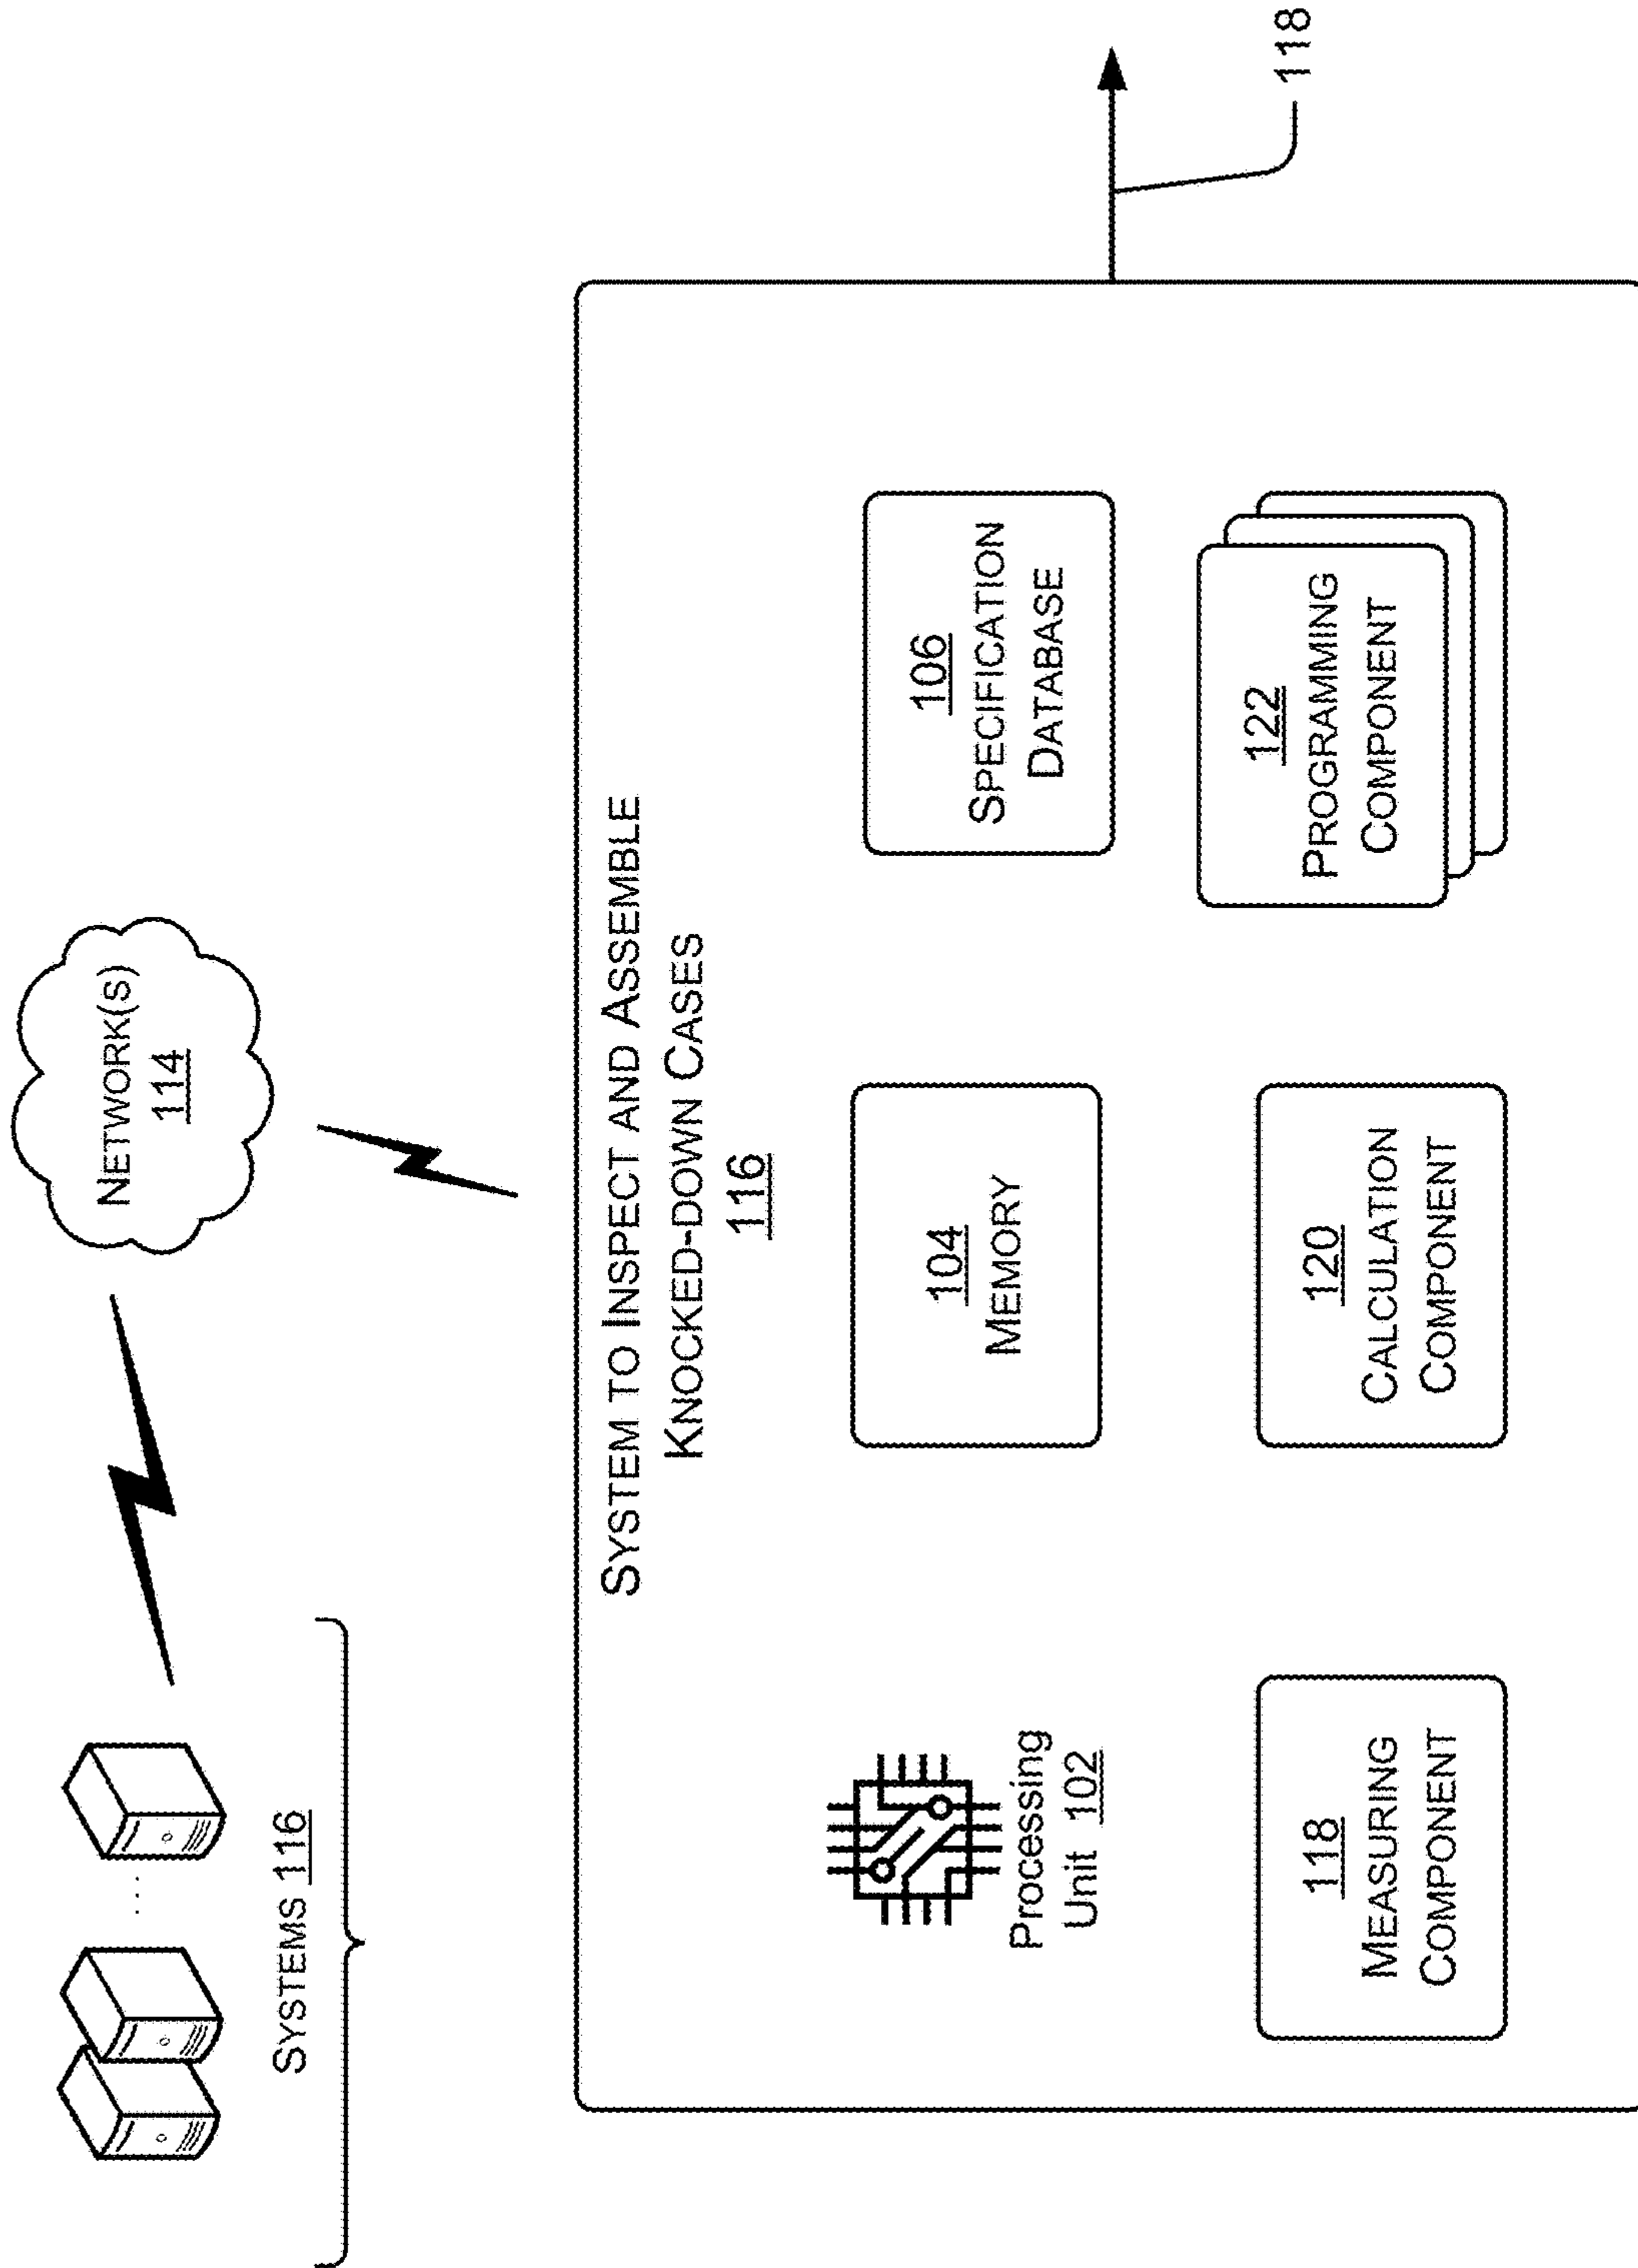 SYSTEMS 116
NETWORK(S)
114
SYSTEM TO INSPECT AND ASSEMBLE
KNOCKED-DOWN CASES
116
Processing
Unit 102
104
MEMORY
106
SPECIFICATION
DATABASE
118
MEASURING
COMPONENT
120
CALCULATION
COMPONENT
122
PROGRAMMING
COMPONENT
118